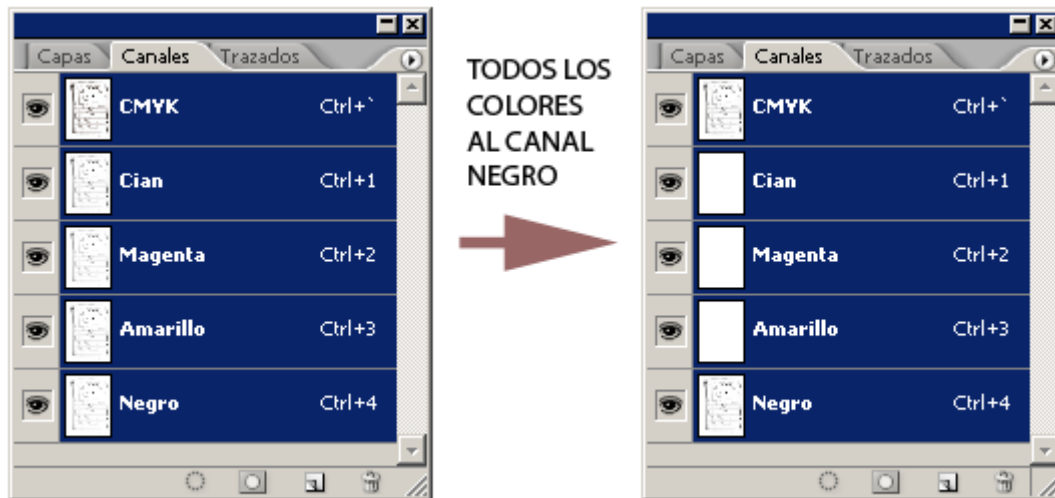 Capas Canales Trazados
CMYK Ctrl+`
Cian Ctrl+1
Magenta Ctrl+2
Amarillo Ctrl+3
Negro Ctrl+4
TODOS LOS
COLORES
AL CANAL
NEGRO
Capas Canales Trazados
CMYK Ctrl+`
Cian Ctrl+1
Magenta Ctrl+2
Amarillo Ctrl+3
Negro Ctrl+4